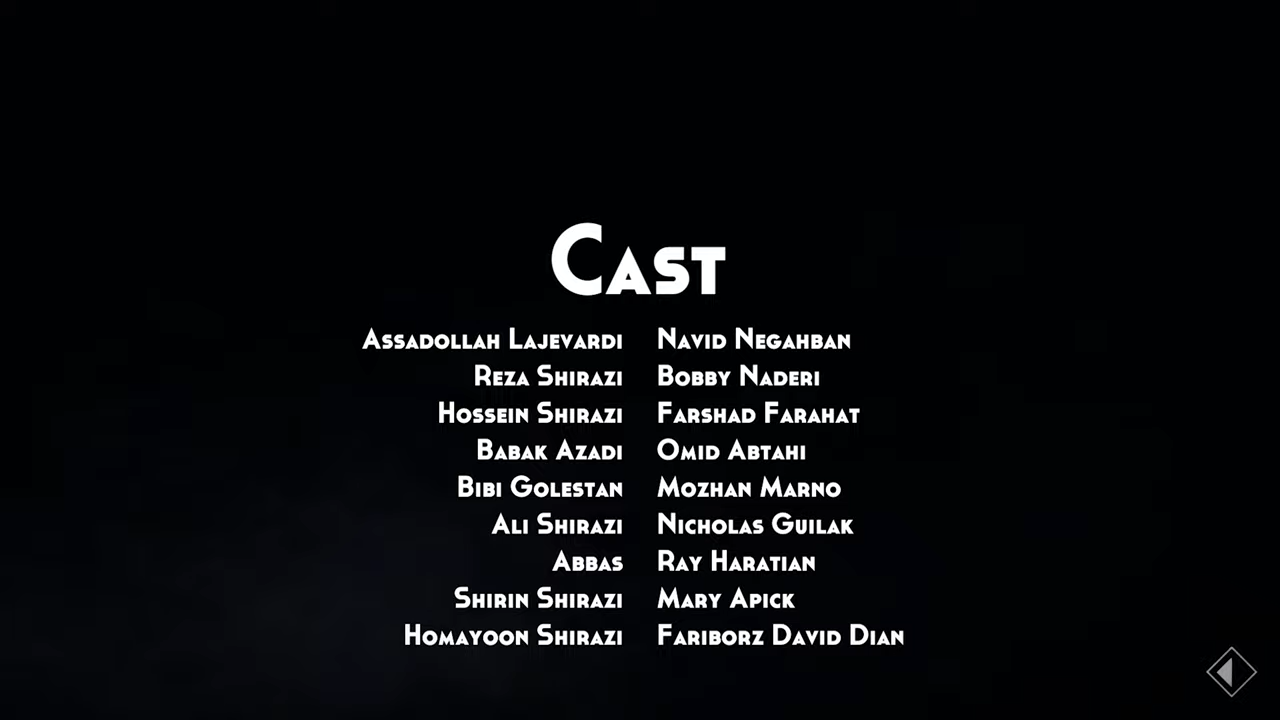 Cast
Assadollah Lajevardi Navid Negahban
Reza Shirazi Bobby Naderi
Hossein Shirazi Farshad Farahat
Babak Azadi Omid Abtahi
Bibi Golestan Mozhan Marno
Ali Shirazi Nicholas Guilak
Abbas Ray Haratian
Shirin Shirazi Mary Apick
Homayoon Shirazi Fariborz David Dian